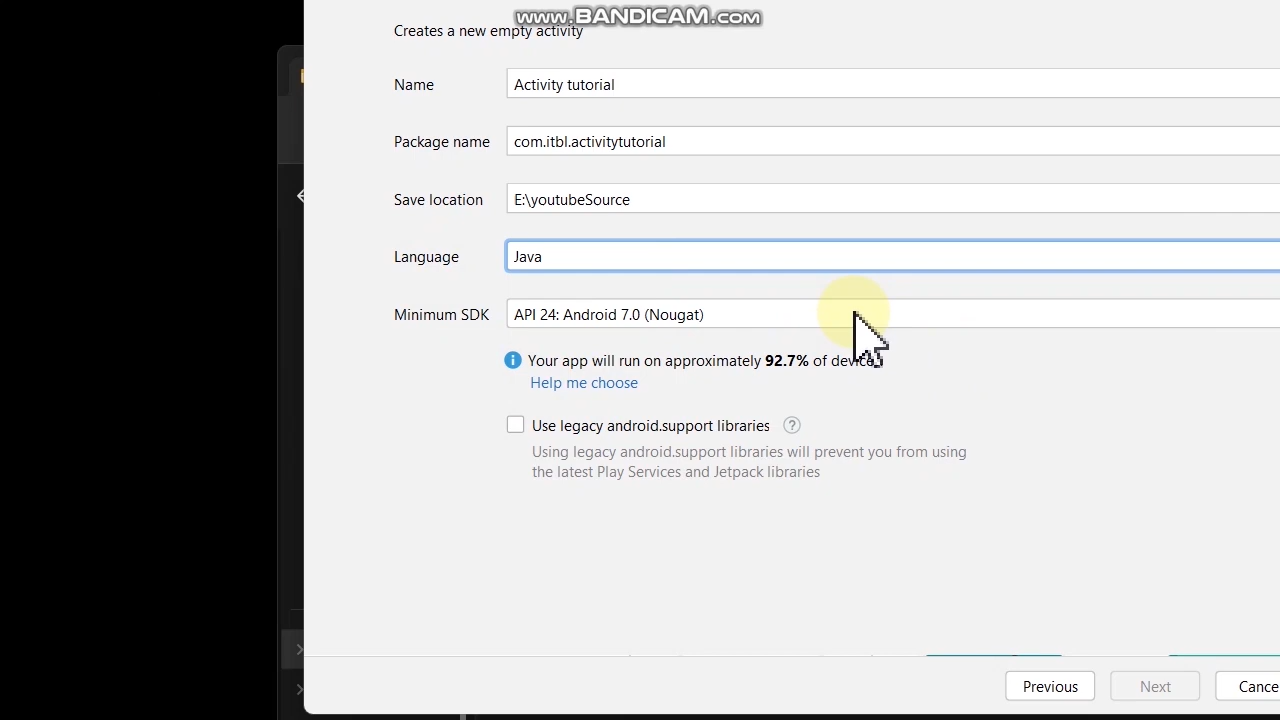 www.BANDICAM.com
Creates a new empty activity
Name
Activity tutorial
Package name
com.itbl.activitytutorial
Save location
E:\youtubeSource
Language
Java
Minimum SDK
API 24: Android 7.0 (Nougat)
i Your app will run on approximately 92.7% of
Help me choose
Use legacy android.support libraries ?
Using legacy android.support libraries will prevent you from using
the latest Play Services and Jetpack libraries
Previous
Next
Cance